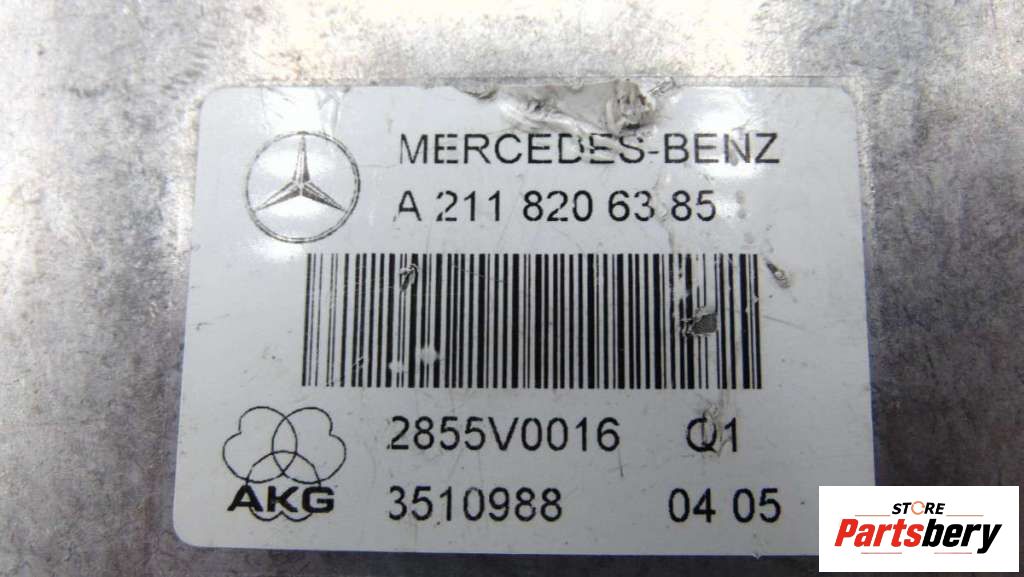 MERCEDES-BENZ
A 211 820 63 85
2855V0016 Q1
AKG
3510988 04 05
STORE
Partsbery